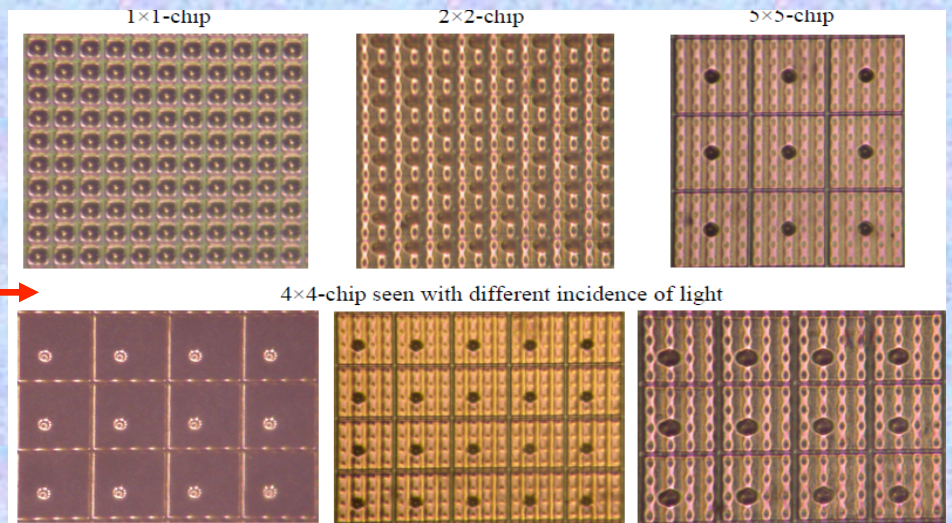 1×1-chip
2×2-chip
5×5-chip
4×4-chip seen with different incidence of light